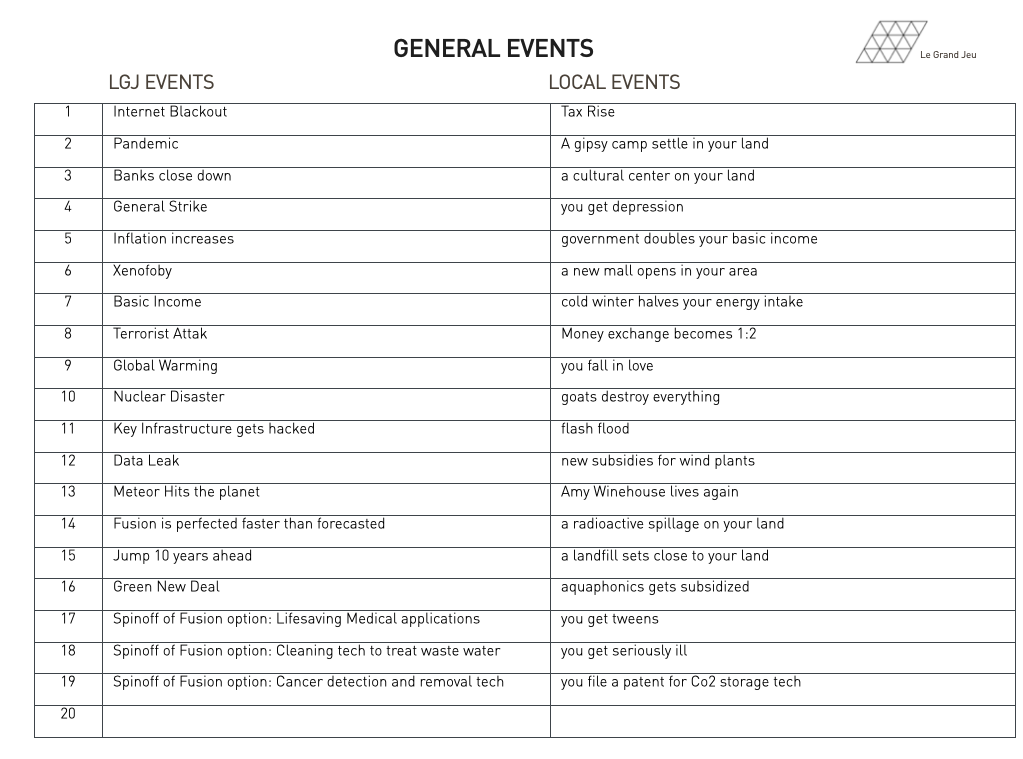 GENERAL EVENTS
Le Grand Jeu
LGJ EVENTS LOCAL EVENTS
1 Internet Blackout Tax Rise
2 Pandemic A gipsy camp settle in your land
3 Banks close down a cultural center on your land
4 General Strike you get depression
5 Inflation increases government doubles your basic income
6 Xenofoby a new mall opens in your area
7 Basic Income cold winter halves your energy intake
8 Terrorist Attak Money exchange becomes 1:2
9 Global Warming you fall in love
10 Nuclear Disaster goats destroy everything
11 Key Infrastructure gets hacked flash flood
12 Data Leak new subsidies for wind plants
13 Meteor Hits the planet Amy Winehouse lives again
14 Fusion is perfected faster than forecasted a radioactive spillage on your land
15 Jump 10 years ahead a landfill sets close to your land
16 Green New Deal aquaphonics gets subsidized
17 Spinoff of Fusion option: Lifesaving Medical applications you get tweens
18 Spinoff of Fusion option: Cleaning tech to treat waste water you get seriously ill
19 Spinoff of Fusion option: Cancer detection and removal tech you file a patent for Co2 storage tech
20